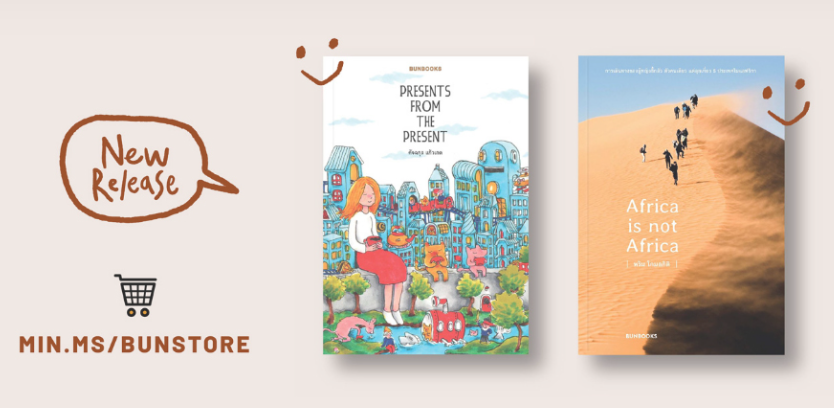 New
Release
MIN.MS/BUNSTORE
BUNBOOKS
PRESENTS
FROM
THE
PRESENT
Africa
is not
Africa
BUNBOOKS